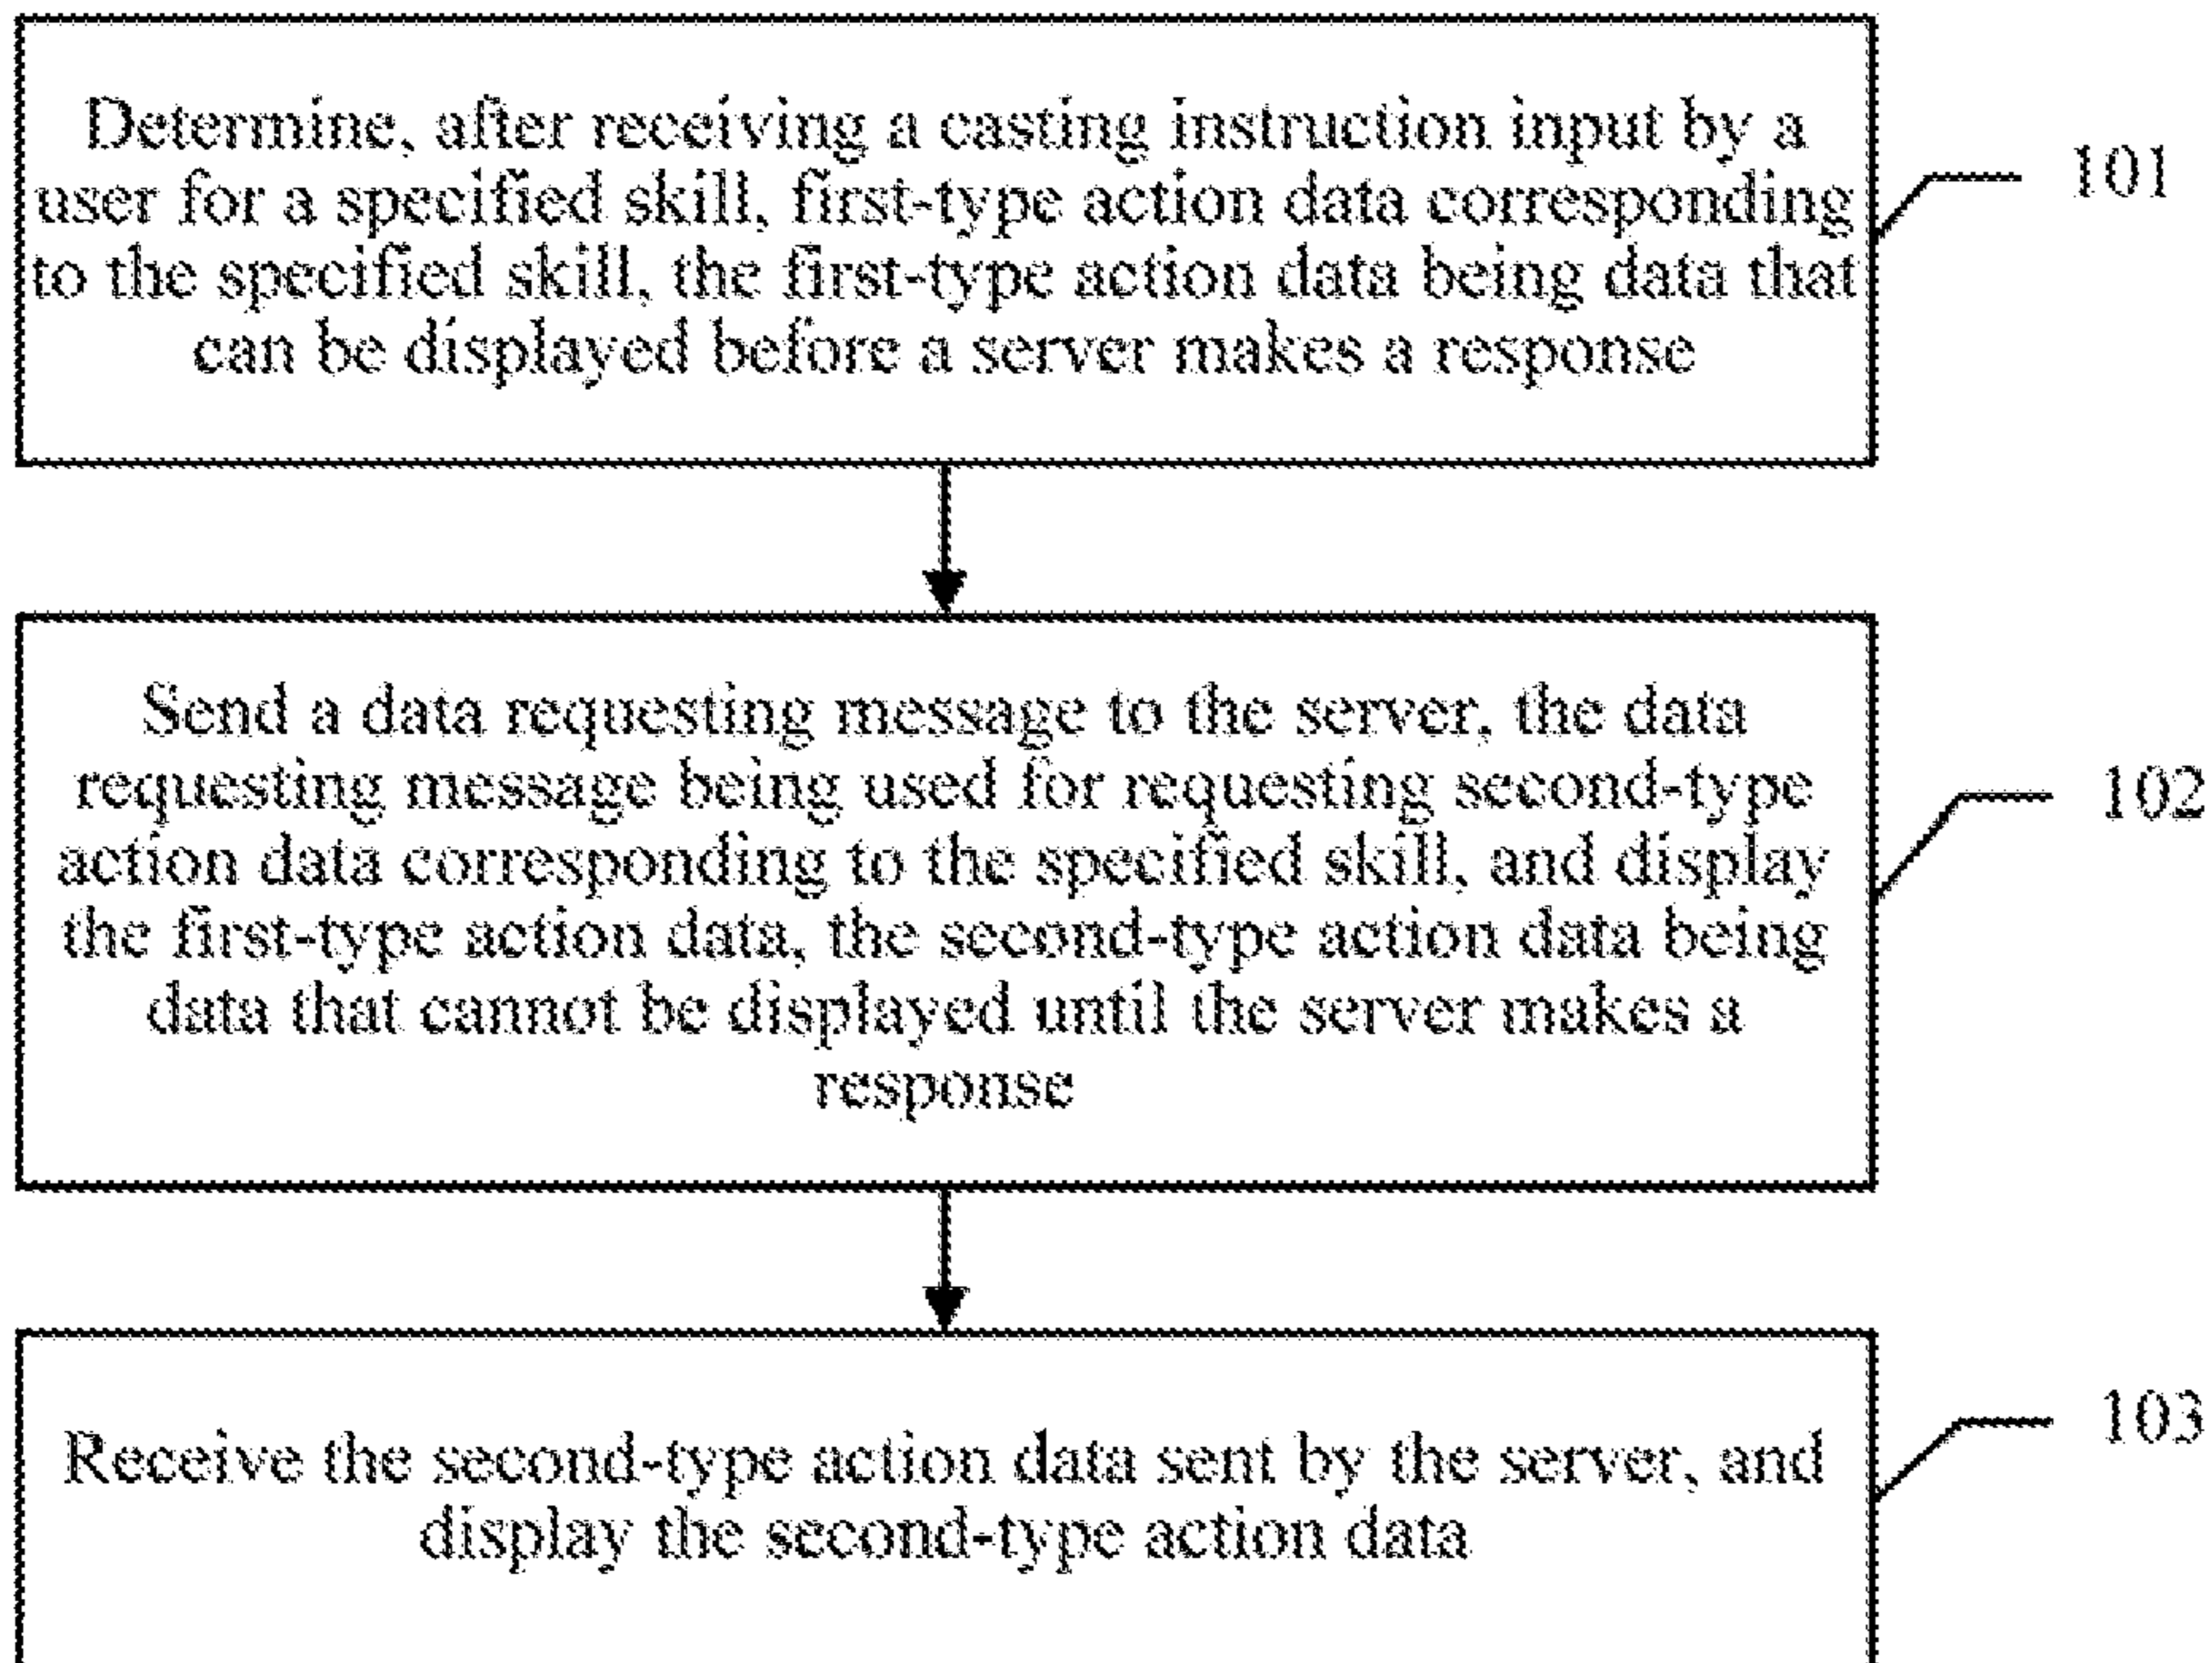 Determine, after receiving a casting instruction input by a
user for a specified skill, first-type action data corresponding
to the specified skill, the first-type action data being data that
can be displayed before a server makes a response
101
Send a data requesting message to the server, the data
requesting message being used for requesting second-type
action data corresponding to the specified skill, and display
the first-type action data, the second-type action data being
data that cannot be displayed until the server makes a
response
102
Receive the second-type action data sent by the server, and
display the second-type action data
103